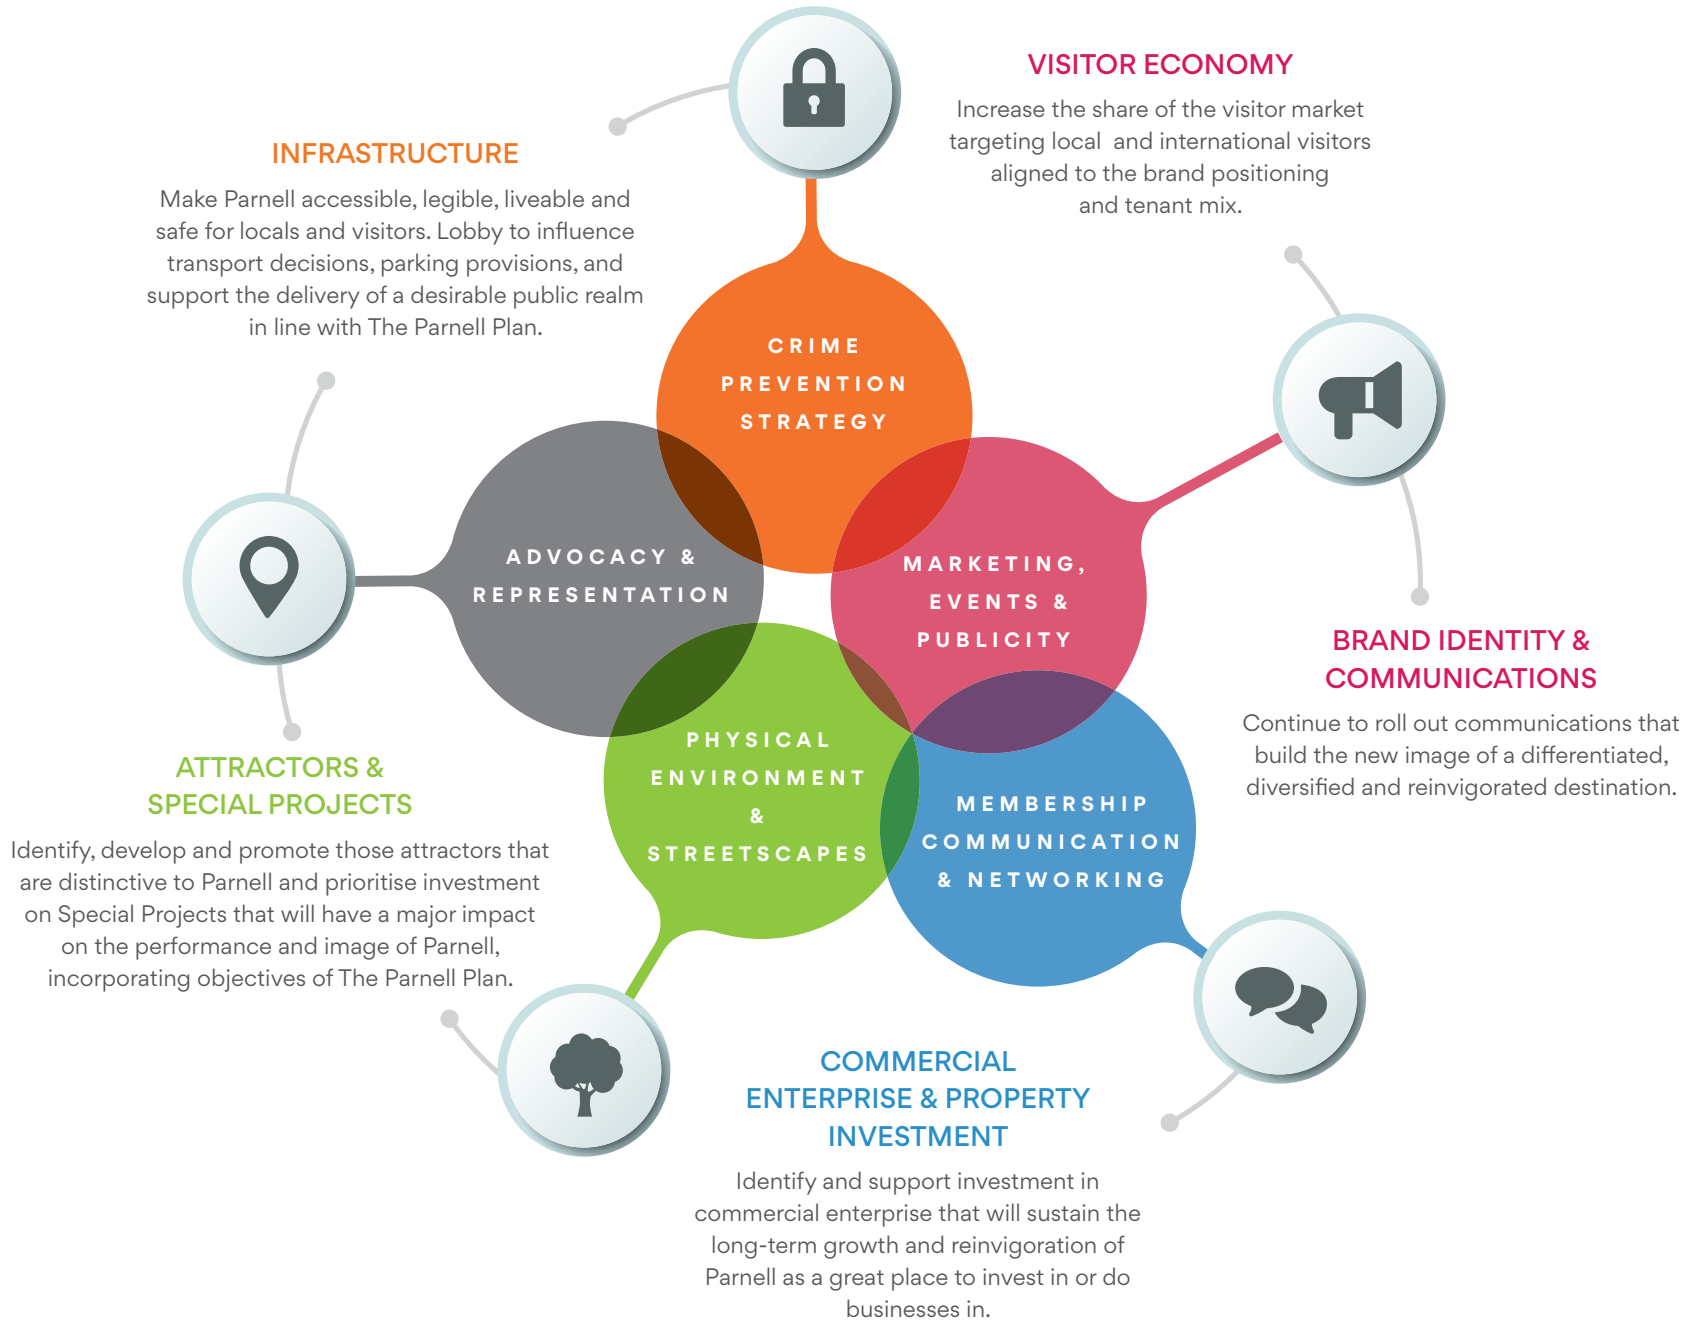 VISITOR ECONOMY
Increase the share of the visitor market
targeting local and international visitors
aligned to the brand positioning
and tenant mix.
INFRASTRUCTURE
Make Parnell accessible, legible, liveable and
safe for locals and visitors. Lobby to influence
transport decisions, parking provisions, and
support the delivery of a desirable public realm
in line with The Parnell Plan.
CRIME
PREVENTION
STRATEGY
ADVOCACY &
REPRESENTATION
MARKETING,
EVENTS &
PUBLICITY
BRAND IDENTITY &
COMMUNICATIONS
Continue to roll out communications that
build the new image of a differentiated,
diversified and reinvigorated destination.
PHYSICAL
ENVIRONMENT
&
STREETSCAPES
MEMBERSHIP
COMMUNICATION
& NETWORKING
ATTRACTORS &
SPECIAL PROJECTS
Identify, develop and promote those attractors that
are distinctive to Parnell and prioritise investment
on Special Projects that will have a major impact
on the performance and image of Parnell,
incorporating objectives of The Parnell Plan.
COMMERCIAL
ENTERPRISE & PROPERTY
INVESTMENT
Identify and support investment in
commercial enterprise that will sustain the
long-term growth and reinvigoration of
Parnell as a great place to invest in or do
businesses in.